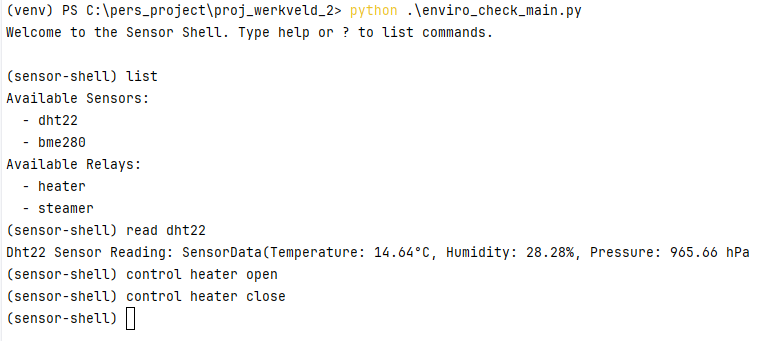 (venv) PS C:\pers_project\proj_werkveld_2> python .\enviro_check_main.py
Welcome to the Sensor Shell. Type help or ? to list commands.
(sensor-shell) list
Available Sensors:
  - dht22
  - bme280
Available Relays:
  - heater
  - steamer
(sensor-shell) read dht22
Dht22 Sensor Reading: SensorData(Temperature: 14.64°C, Humidity: 28.28%, Pressure: 965.66 hPa
(sensor-shell) control heater open
(sensor-shell) control heater close
(sensor-shell)